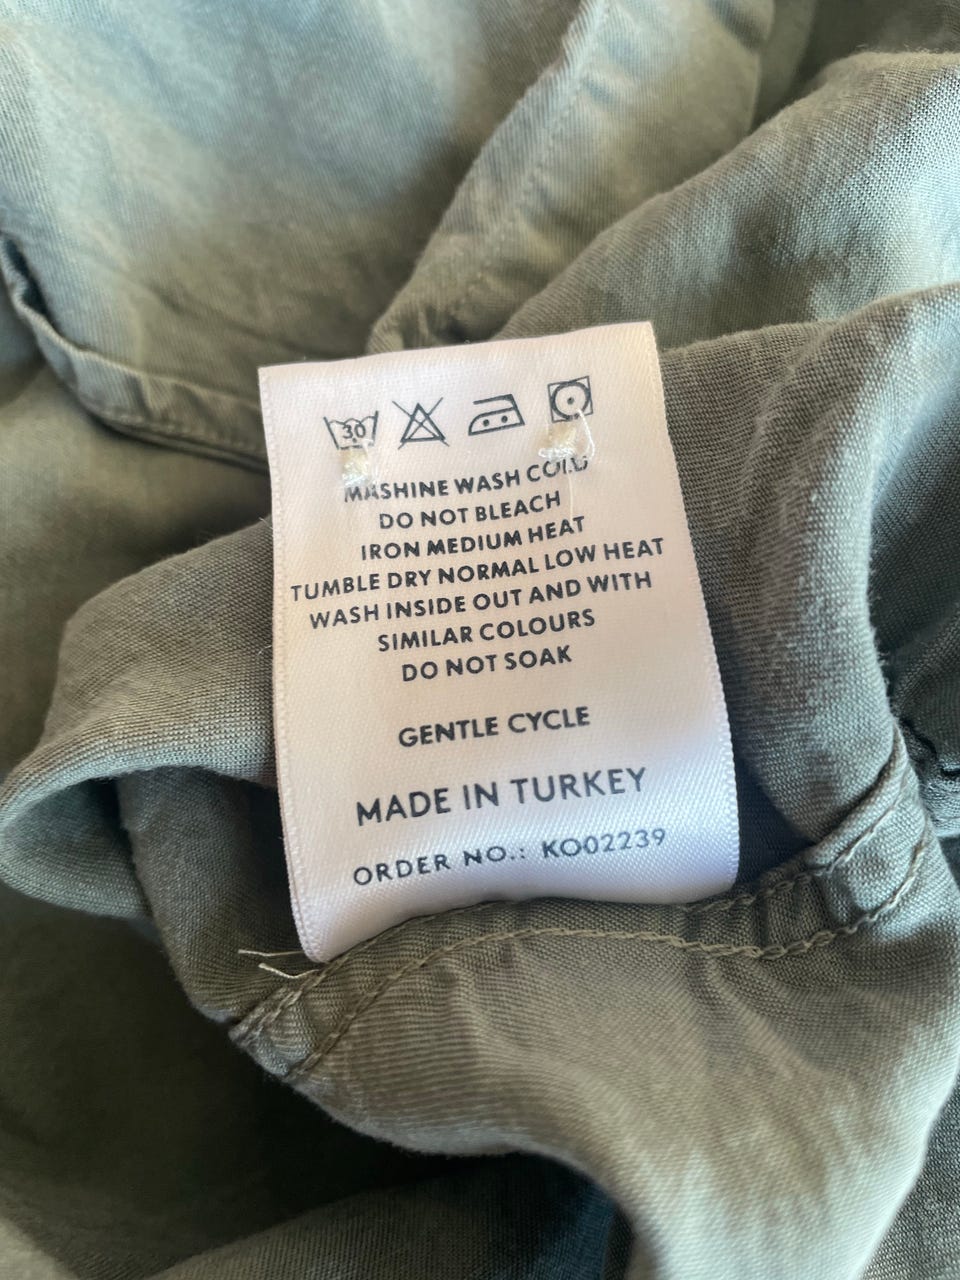 30
MASHINE WASH COLD
DO NOT BLEACH
IRON MEDIUM HEAT
TUMBLE DRY NORMAL LOW HEAT
WASH INSIDE OUT AND WITH
SIMILAR COLOURS
DO NOT SOAK
GENTLE CYCLE
MADE IN TURKEY
ORDER NO.: KO02239